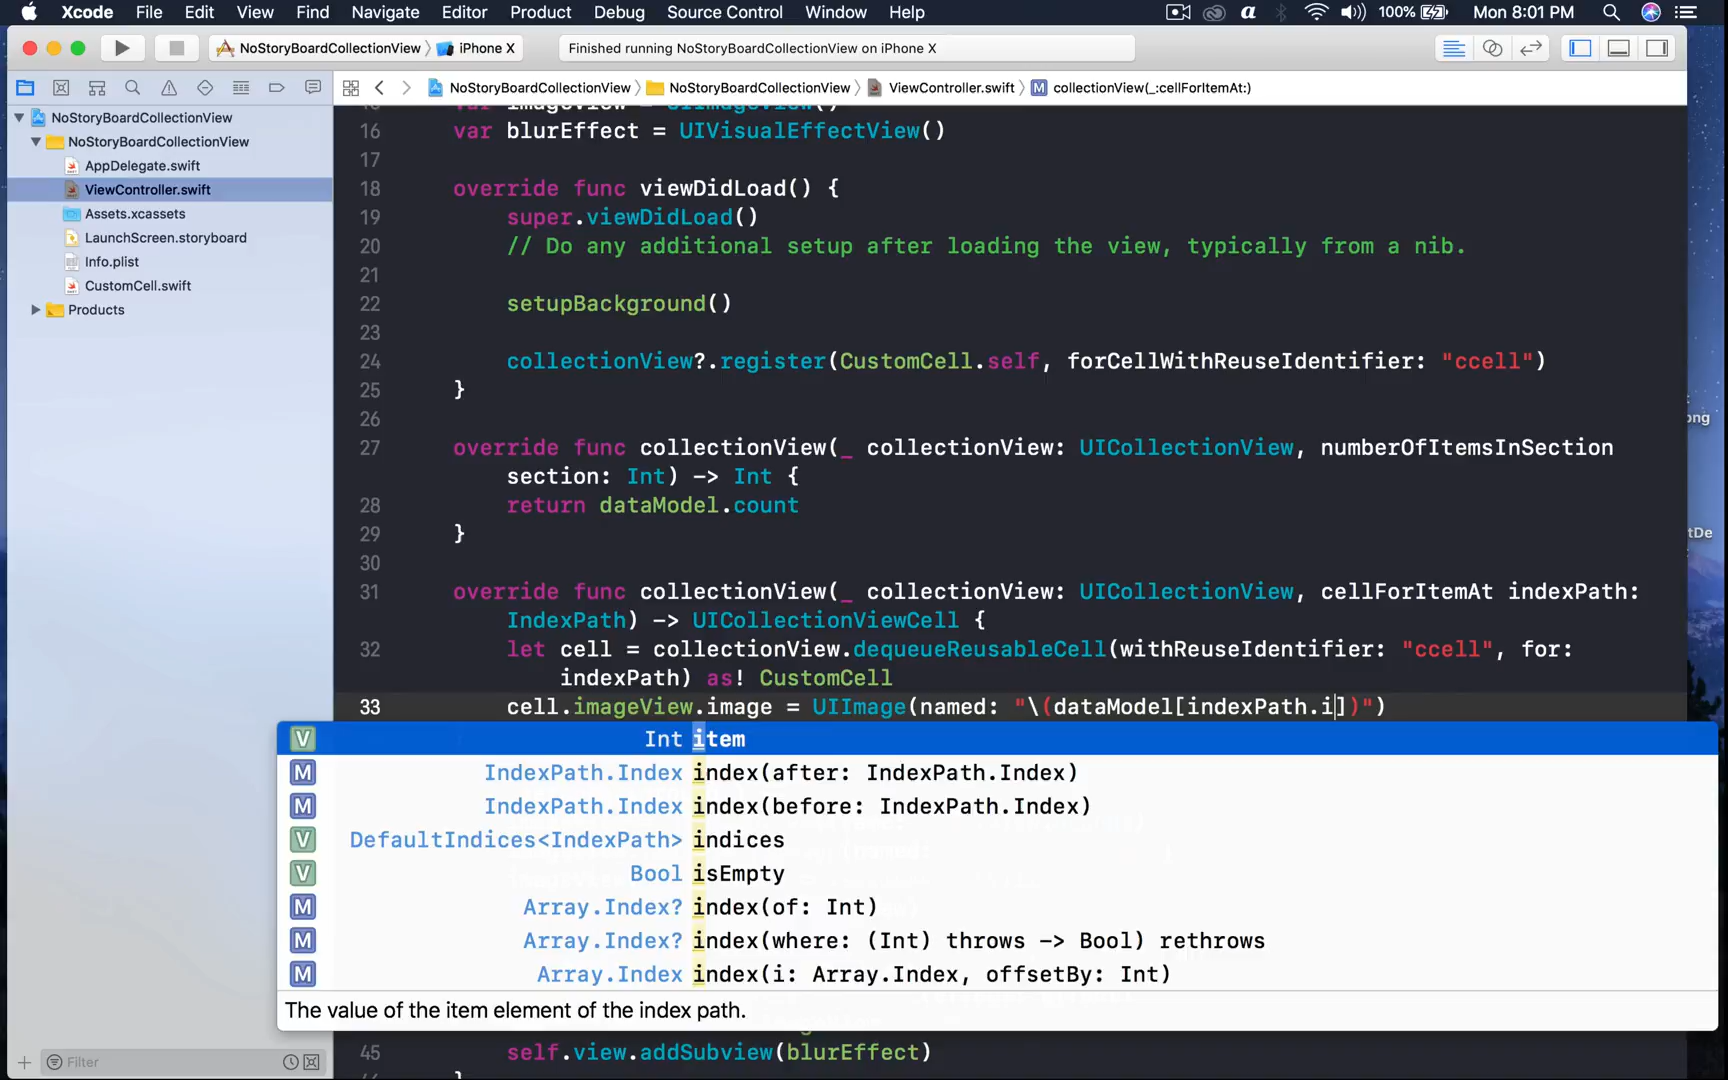 Xcode File Edit View Find Navigate Editor Product Debug Source Control Window Help 100% Mon 8:01 PM
NoStoryBoardCollectionView iPhone X Finished running NoStoryBoardCollectionView on iPhone X
NoStoryBoardCollectionView NoStoryBoardCollectionView ViewController.swift M collectionView(_:cellForItemAt:)
NoStoryBoardCollectionView
NoStoryBoardCollectionView
AppDelegate.swift
ViewController.swift
Assets.xcassets
LaunchScreen.storyboard
Info.plist
CustomCell.swift
Products
Filter
var imageView = UIImageView()
16 var blurEffect = UIVisualEffectView()
17
18 override func viewDidLoad() {
19 super.viewDidLoad()
20 // Do any additional setup after loading the view, typically from a nib.
21
22 setupBackground()
23
24 collectionView?.register(CustomCell.self, forCellWithReuseIdentifier: "ccell")
25 }
26
27 override func collectionView(_ collectionView: UICollectionView, numberOfItemsInSection
section: Int) -> Int {
28 return dataModel.count
29 }
30
31 override func collectionView(_ collectionView: UICollectionView, cellForItemAt indexPath:
IndexPath) -> UICollectionViewCell {
32 let cell = collectionView.dequeueReusableCell(withReuseIdentifier: "ccell", for:
indexPath) as! CustomCell
33 cell.imageView.image = UIImage(named: "\(dataModel[indexPath.i])")
V Int item
M IndexPath.Index index(after: IndexPath.Index)
M IndexPath.Index index(before: IndexPath.Index)
V DefaultIndices<IndexPath> indices
V Bool isEmpty
M Array.Index? index(of: Int)
M Array.Index? index(where: (Int) throws -> Bool) rethrows
M Array.Index index(i: Array.Index, offsetBy: Int)
The value of the item element of the index path.
45 self.view.addSubview(blurEffect)
}